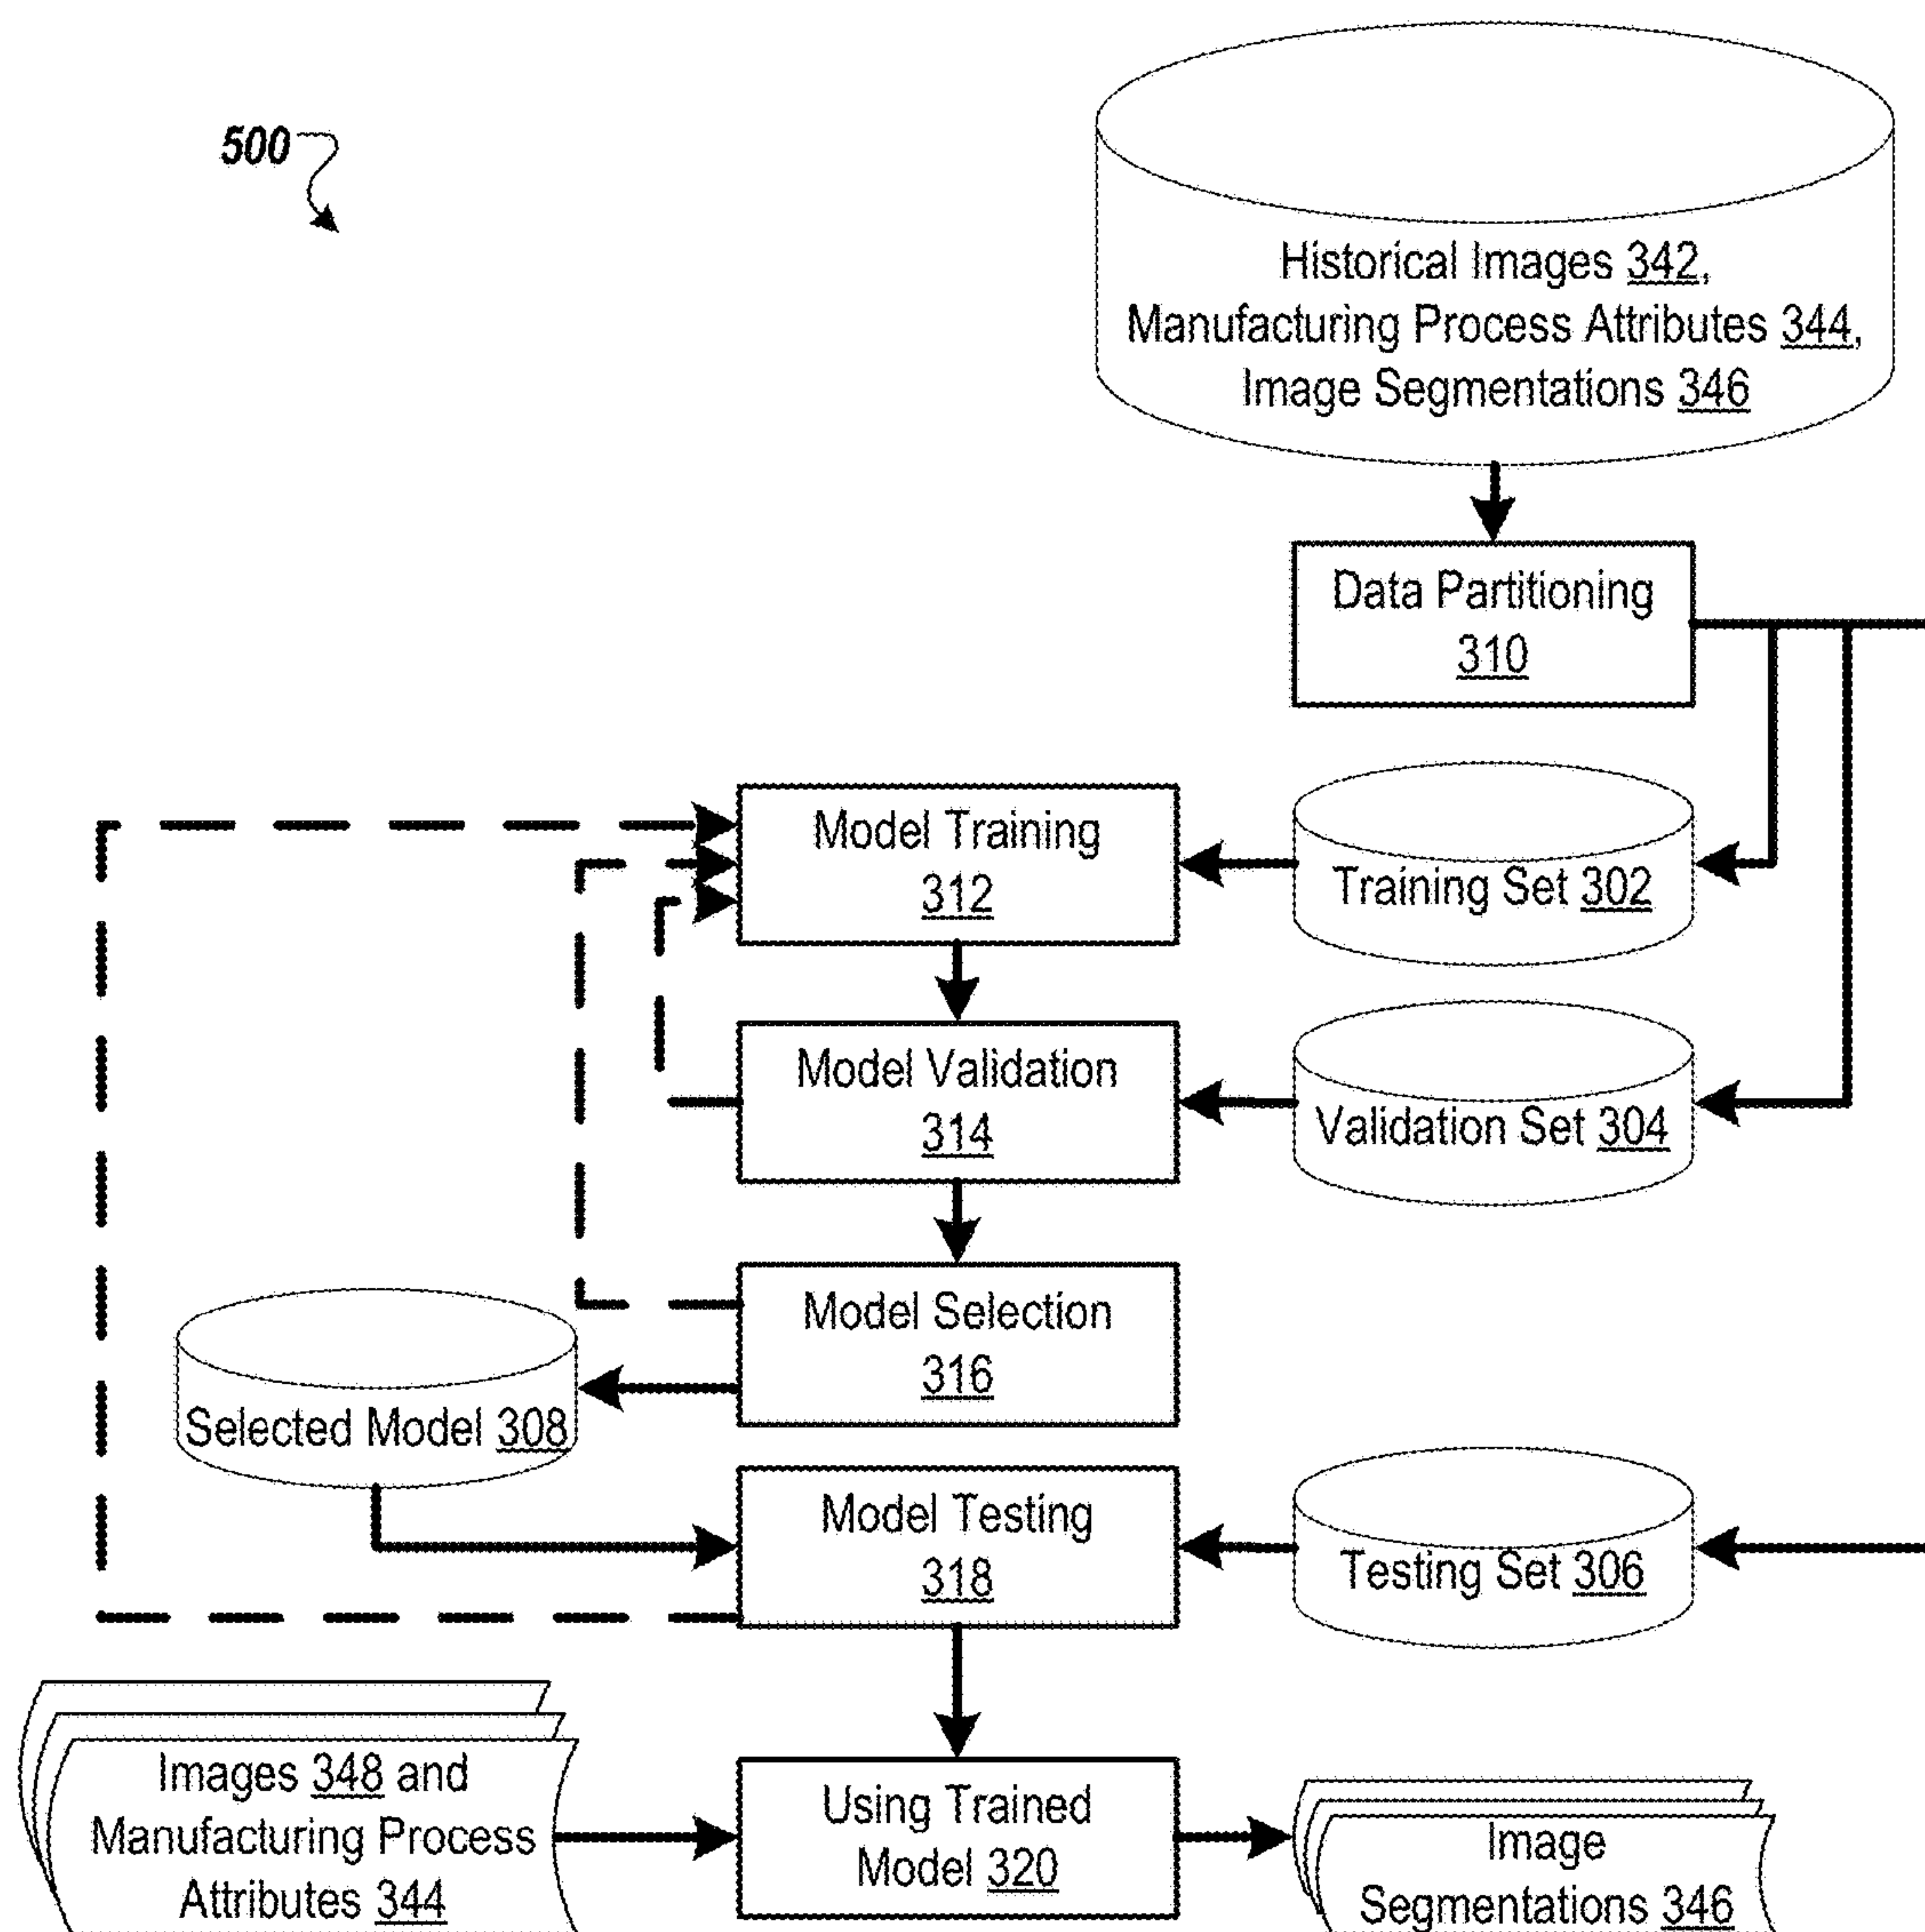 500
Historical Images 342,
Manufacturing Process Attributes 344,
Image Segmentations 346
Data Partitioning
310
Model Training
312
Training Set 302
Model Validation
314
Validation Set 304
Model Selection
316
Selected Model 308
Model Testing
318
Testing Set 306
Images 348 and
Manufacturing Process
Attributes 344
Using Trained
Model 320
Image
Segmentations 346